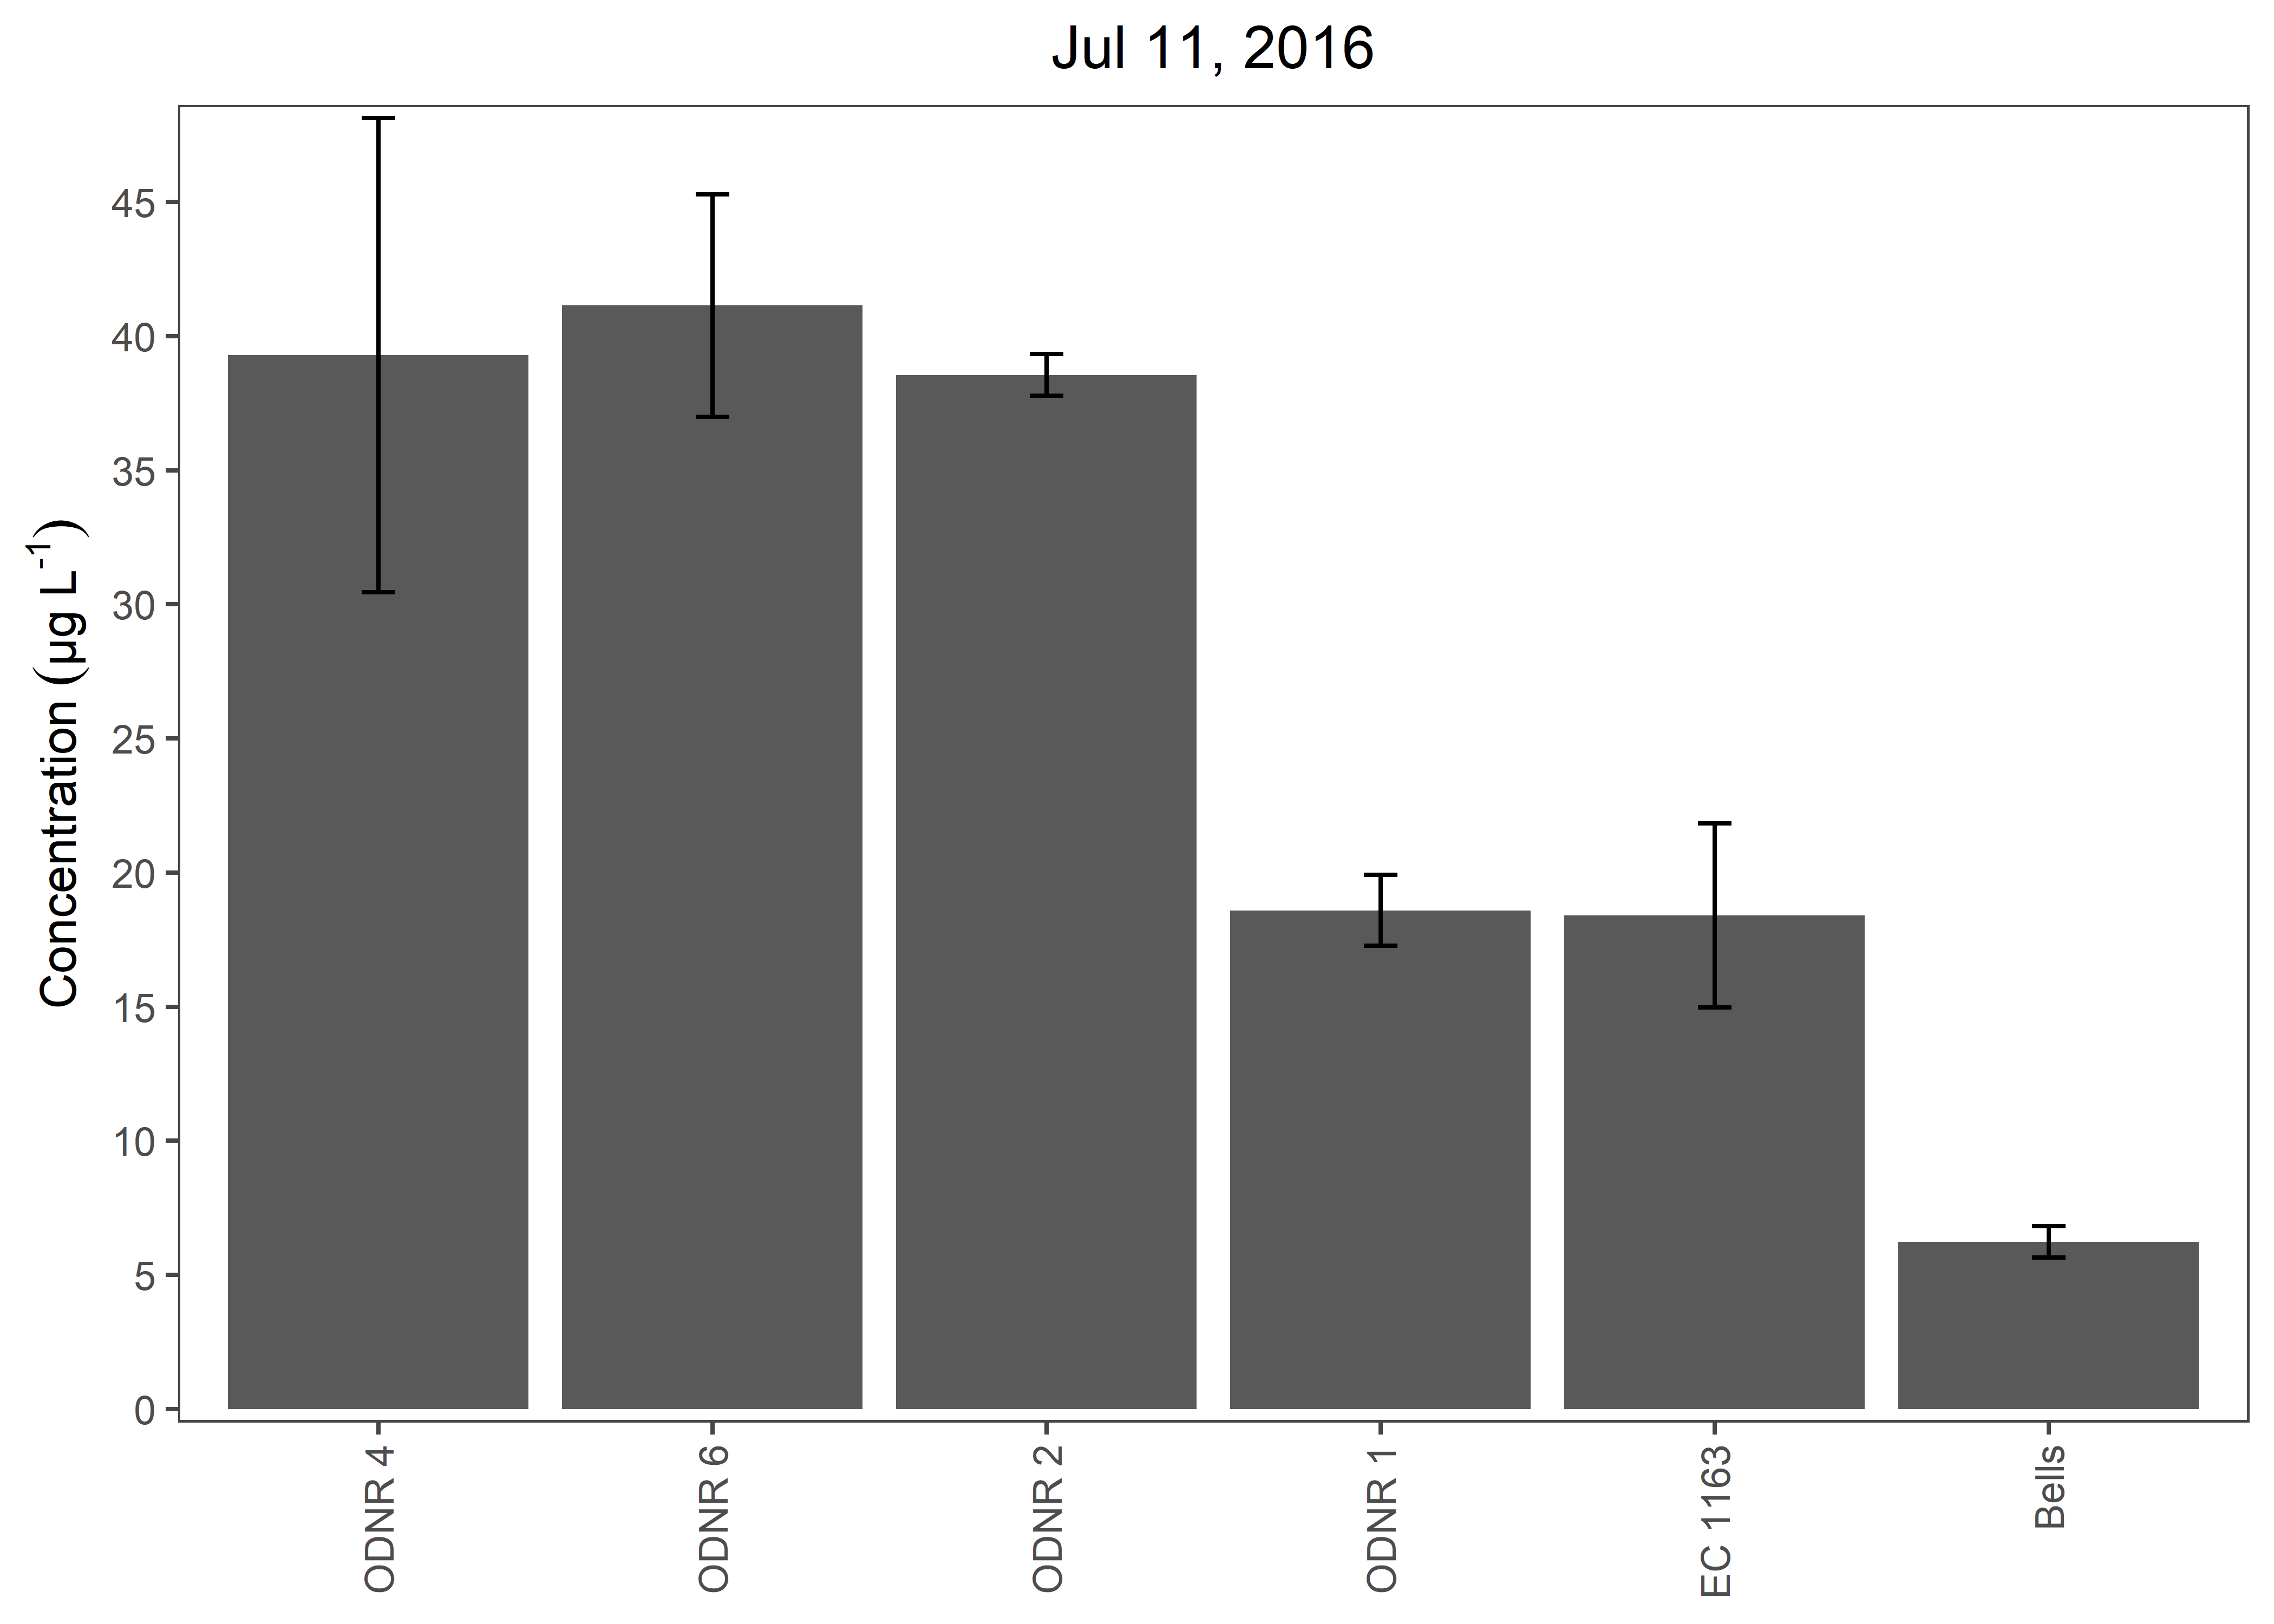 Jul 11, 2016
Concentration (µg L⁻¹)
45
40
35
30
25
20
15
10
5
0
ODNR 4
ODNR 6
ODNR 2
ODNR 1
EC 1163
Bells